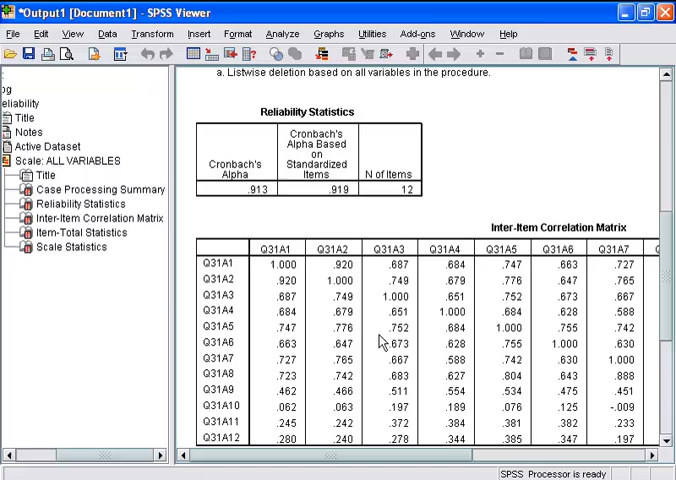 *Output1 [Document1] - SPSS Viewer
File Edit View Data Transform Insert Format Analyze Graphs Utilities Add-ons Window Help
og
eliability
Title
Notes
Active Dataset
Scale: ALL VARIABLES
Title
Case Processing Summary
Reliability Statistics
Inter-Item Correlation Matrix
Item-Total Statistics
Scale Statistics
a. Listwise deletion based on all variables in the procedure.
Reliability Statistics
Cronbach's Alpha
Cronbach's Alpha Based on Standardized Items
N of Items
.913 .919 12
Inter-Item Correlation Matrix
Q31A1 Q31A2 Q31A3 Q31A4 Q31A5 Q31A6 Q31A7
Q31A1 1.000 .920 .687 .684 .747 .663 .727
Q31A2 .920 1.000 .749 .679 .776 .647 .765
Q31A3 .687 .749 1.000 .651 .752 .673 .667
Q31A4 .684 .679 .651 1.000 .684 .628 .588
Q31A5 .747 .776 .752 .684 1.000 .755 .742
Q31A6 .663 .647 .673 .628 .755 1.000 .630
Q31A7 .727 .765 .667 .588 .742 .630 1.000
Q31A8 .723 .742 .683 .627 .804 .643 .888
Q31A9 .462 .466 .511 .554 .534 .475 .451
Q31A10 .062 .063 .197 .189 .076 .125 -.009
Q31A11 .245 .242 .372 .384 .381 .382 .233
Q31A12 .280 .240 .278 .344 .385 .347 .197
SPSS Processor is ready